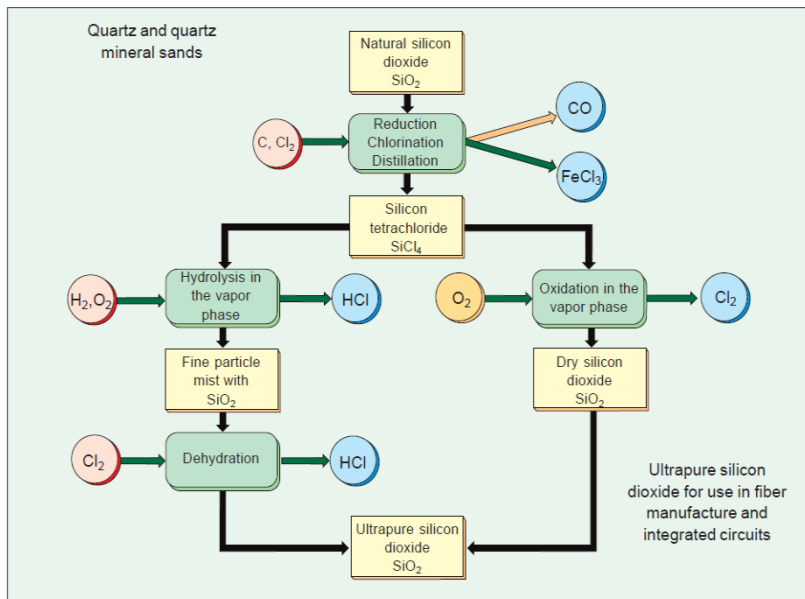 Quartz and quartz
mineral sands
Natural silicon
dioxide
SiO₂
CO
C, Cl₂
Reduction
Chlorination
Distillation
FeCl₃
Silicon
tetrachloride
SiCl₄
H₂,O₂
Hydrolysis in
the vapor
phase
HCl
O₂
Oxidation in the
vapor phase
Cl₂
Fine particle
mist with
SiO₂
Dry silicon
dioxide
SiO₂
Cl₂
Dehydration
HCl
Ultrapure silicon
dioxide for use in fiber
manufacture and
integrated circuits
Ultrapure silicon
dioxide
SiO₂